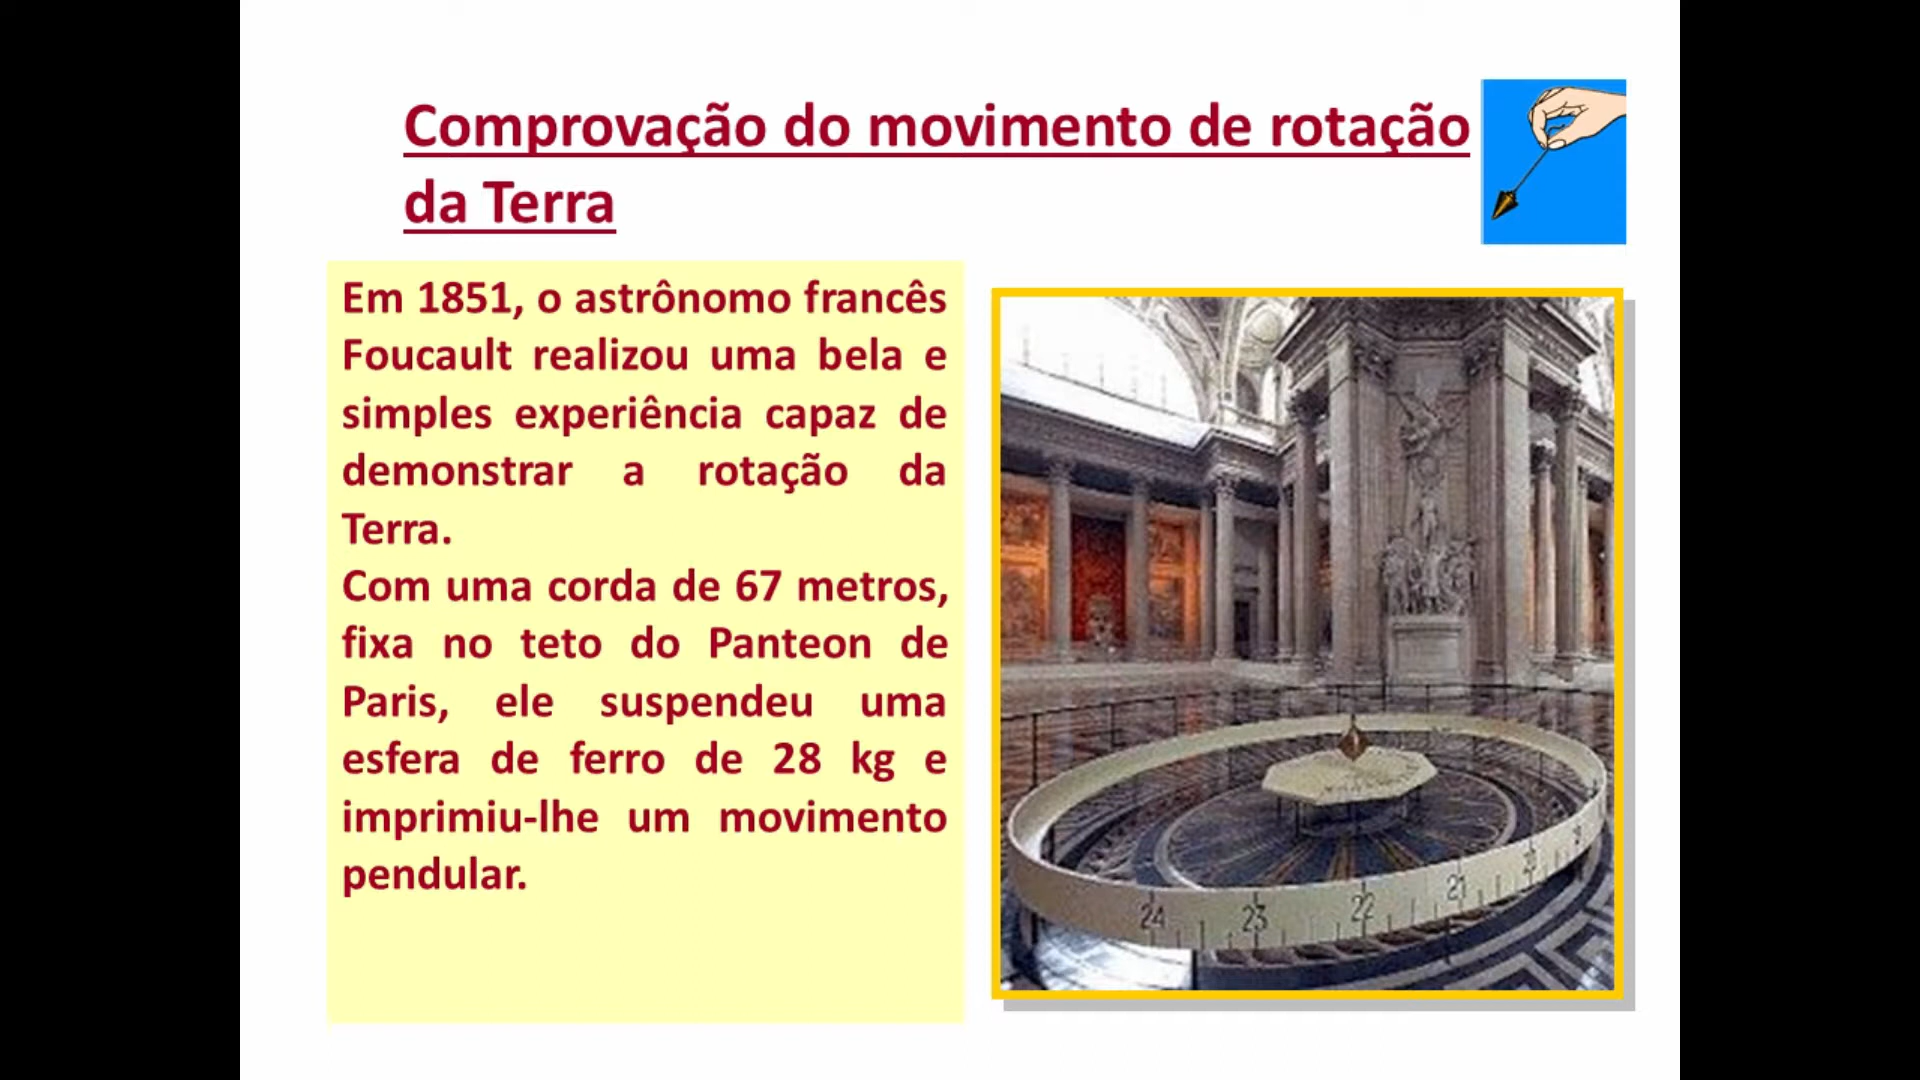 Comprovação do movimento de rotação
da Terra
Em 1851, o astrônomo francês
Foucault realizou uma bela e
simples experiência capaz de
demonstrar a rotação da
Terra.
Com uma corda de 67 metros,
fixa no teto do Panteon de
Paris, ele suspendeu uma
esfera de ferro de 28 kg e
imprimiu-lhe um movimento
pendular.
24 23 22 21 20